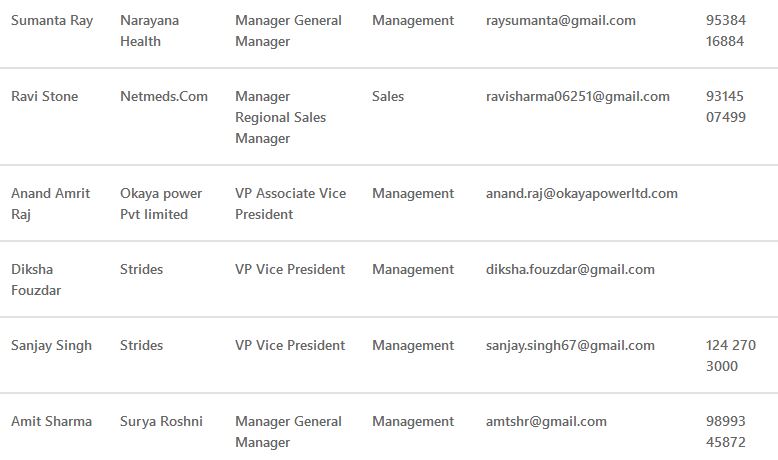 Sumanta Ray Narayana Manager General Management raysumanta@gmail.com 95384
Health Manager 16884
Ravi Stone Netmeds.Com Manager Sales ravisharma06251@gmail.com 93145
Regional Sales 07499
Manager
Anand Amrit Okaya power VP Associate Vice Management anand.raj@okayapowerltd.com
Raj Pvt limited President
Diksha Strides VP Vice President Management diksha.fouzdar@gmail.com
Fouzdar
Sanjay Singh Strides VP Vice President Management sanjay.singh67@gmail.com 124 270
3000
Amit Sharma Surya Roshni Manager General Management amtshr@gmail.com 98993
Manager 45872